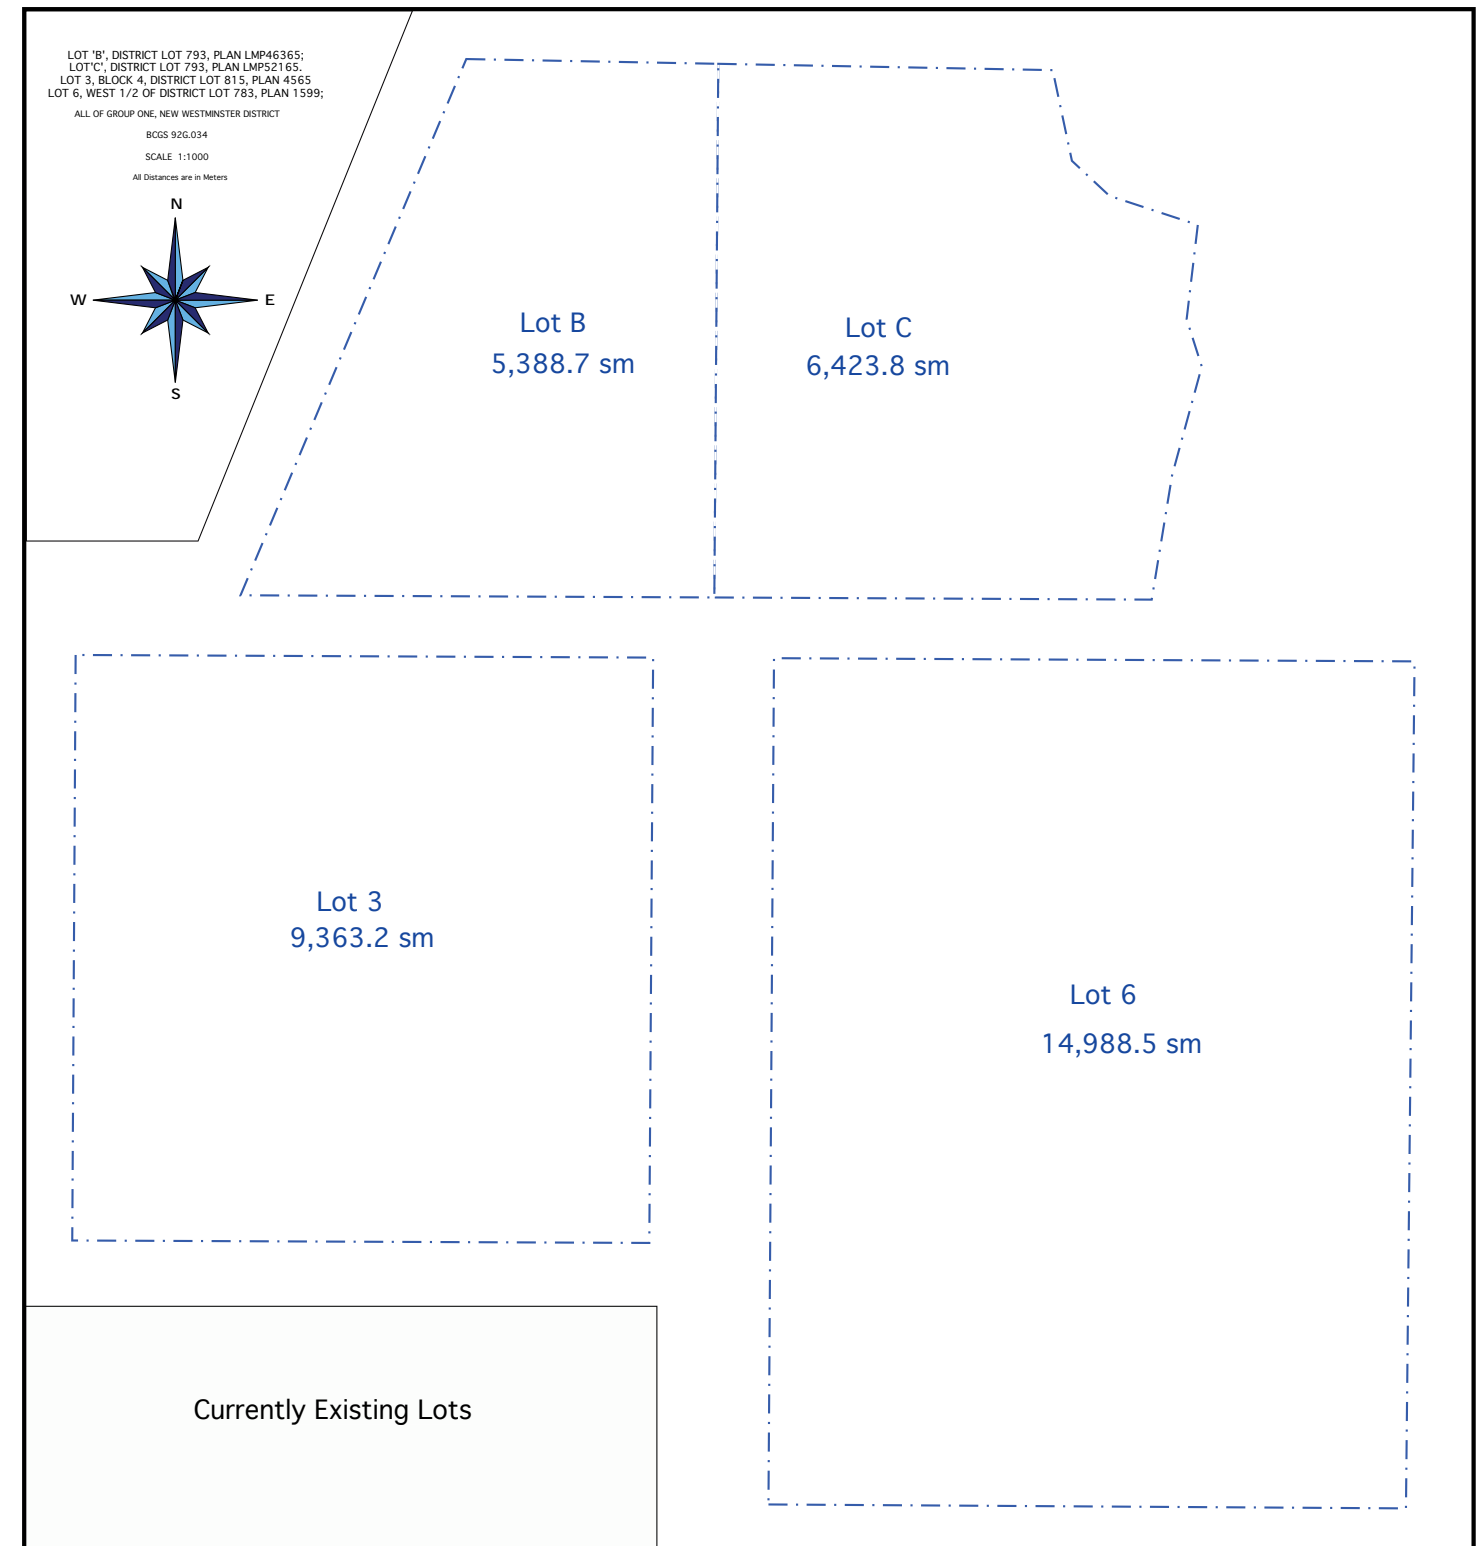 LOT 'B', DISTRICT LOT 793, PLAN LMP46365;
LOT'C', DISTRICT LOT 793, PLAN LMP52165.
LOT 3, BLOCK 4, DISTRICT LOT 815, PLAN 4565
LOT 6, WEST 1/2 OF DISTRICT LOT 783, PLAN 1599;
ALL OF GROUP ONE, NEW WESTMINSTER DISTRICT
BCGS 92G.034
SCALE 1:1000
All Distances are in Meters
N
W
E
S
Lot B
5,388.7 sm
Lot C
6,423.8 sm
Lot 3
9,363.2 sm
Lot 6
14,988.5 sm
Currently Existing Lots